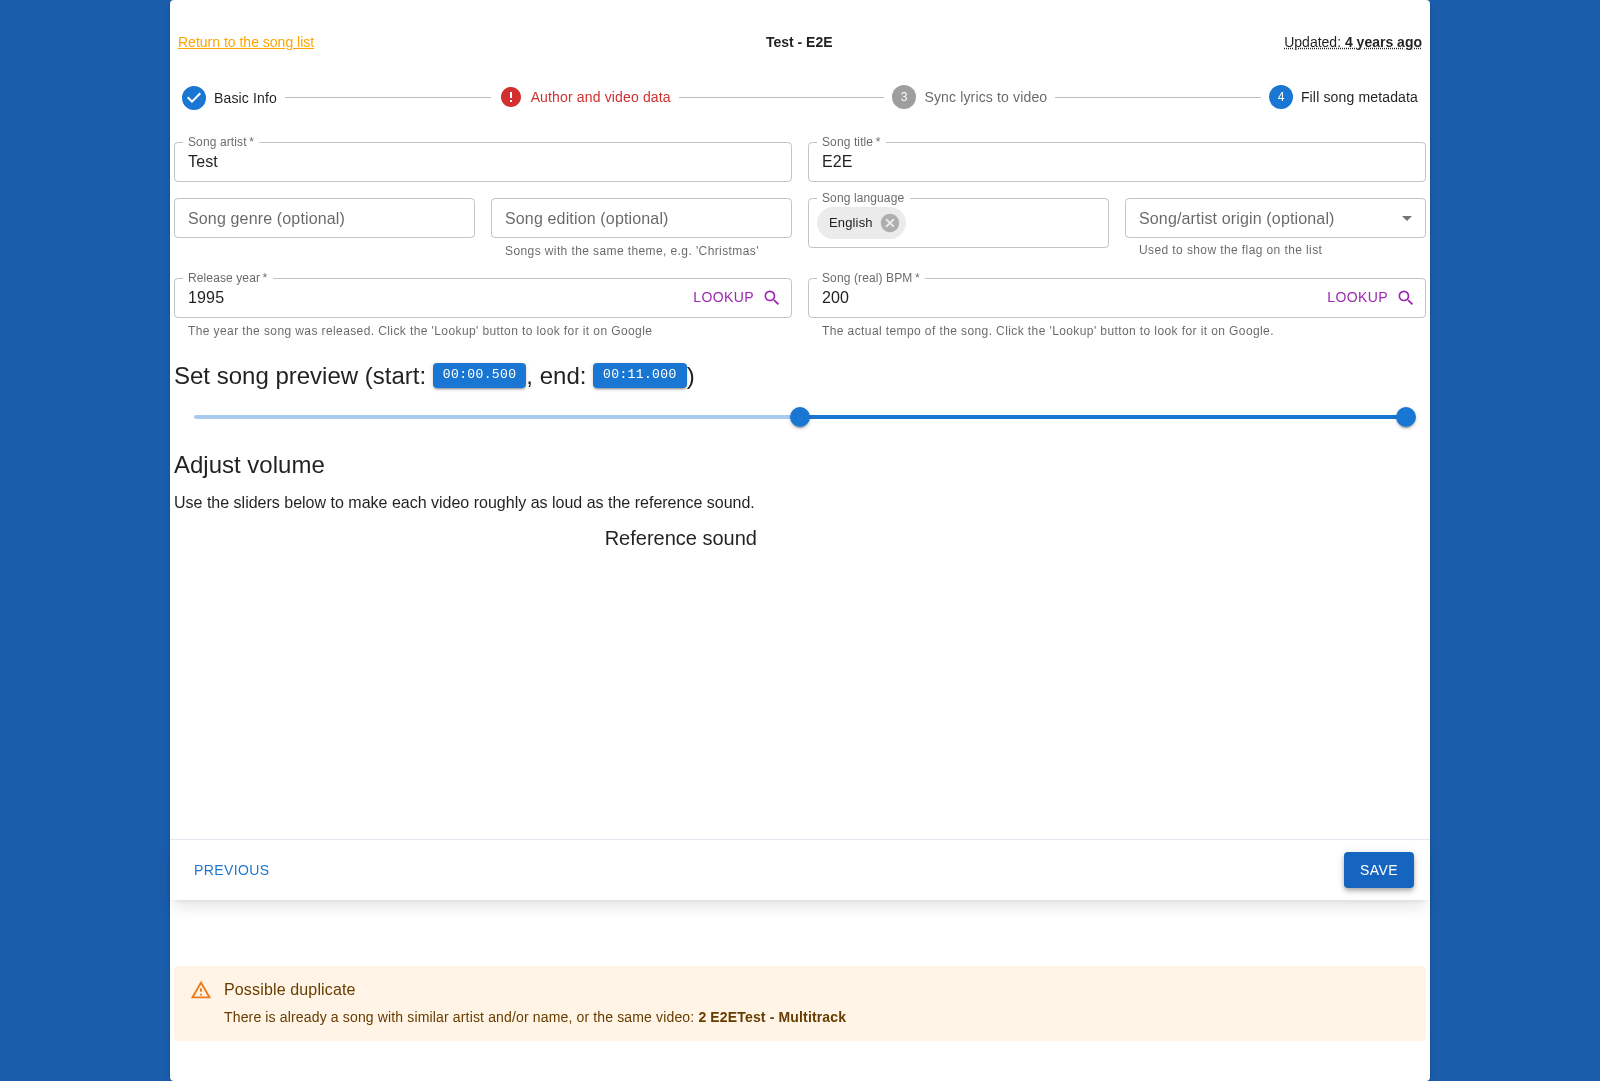 Return to the song list
Test - E2E
Updated: 4 years ago
Basic Info
Author and video data
3 Sync lyrics to video
4 Fill song metadata
Song artist *
Test
Song title *
E2E
Song genre (optional)
Song edition (optional)
Songs with the same theme, e.g. 'Christmas'
Song language
English
Song/artist origin (optional)
Used to show the flag on the list
Release year *
1995
LOOKUP
The year the song was released. Click the 'Lookup' button to look for it on Google
Song (real) BPM *
200
LOOKUP
The actual tempo of the song. Click the 'Lookup' button to look for it on Google.
Set song preview (start: 00:00.500, end: 00:11.000)
Adjust volume
Use the sliders below to make each video roughly as loud as the reference sound.
Reference sound
PREVIOUS
SAVE
Possible duplicate
There is already a song with similar artist and/or name, or the same video: 2 E2ETest - Multitrack